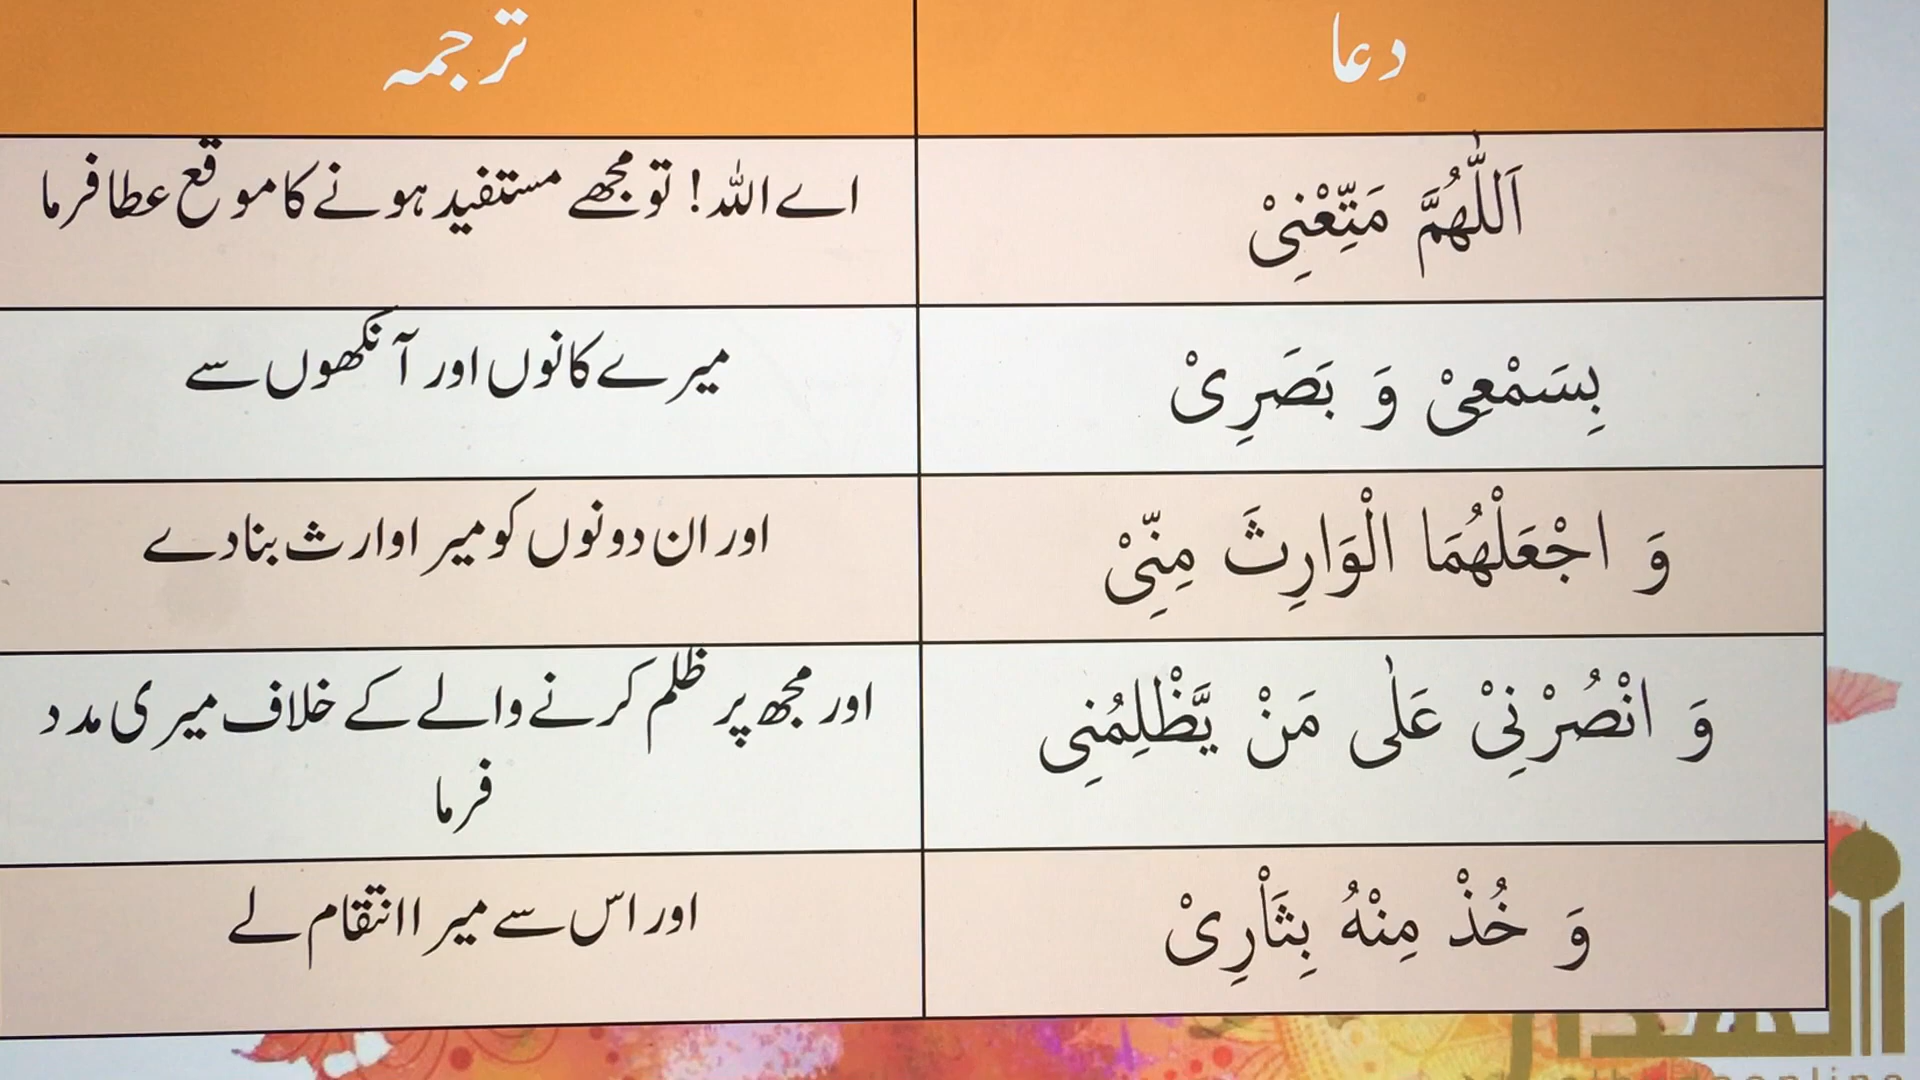 دعا
ترجمہ
اَللّٰهُمَّ مَتِّعْنِیْ
اے اللہ! تو مجھے مستفید ہونے کا موقع عطا فرما
بِسَمْعِیْ وَ بَصَرِیْ
میرے کانوں اور آنکھوں سے
وَ اجْعَلْهُمَا الْوَارِثَ مِنِّیْ
اور ان دونوں کو میرا وارث بنا دے
وَ انْصُرْنِیْ عَلٰی مَنْ يَّظْلِمُنِی
اور مجھ پر ظلم کرنے والے کے خلاف میری مدد
فرما
وَ خُذْ مِنْهُ بِثَاْرِیْ
اور اس سے میرا انتقام لے